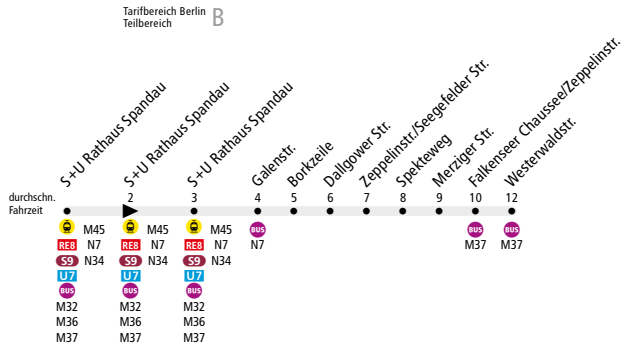 Tarifbereich Berlin
Teilbereich
B
S+U Rathaus Spandau
S+U Rathaus Spandau
S+U Rathaus Spandau
Galenstr.
Borkzeile
Dallgower Str.
Zeppelinstr./Seegefelder Str.
Spekteweg
Merziger Str.
Falkenseer Chaussee/Zeppelinstr.
Westerwaldstr.
durchschn.
Fahrzeit
2 3 4 5 6 7 8 9 10 12
M45 M45 M45 BUS BUS BUS
RE8 N7 RE8 N7 RE8 N7 N7 M37 M37
S9 N34 S9 N34 S9 N34
U7 U7 U7
BUS BUS BUS
M32 M32 M32
M36 M36 M36
M37 M37 M37